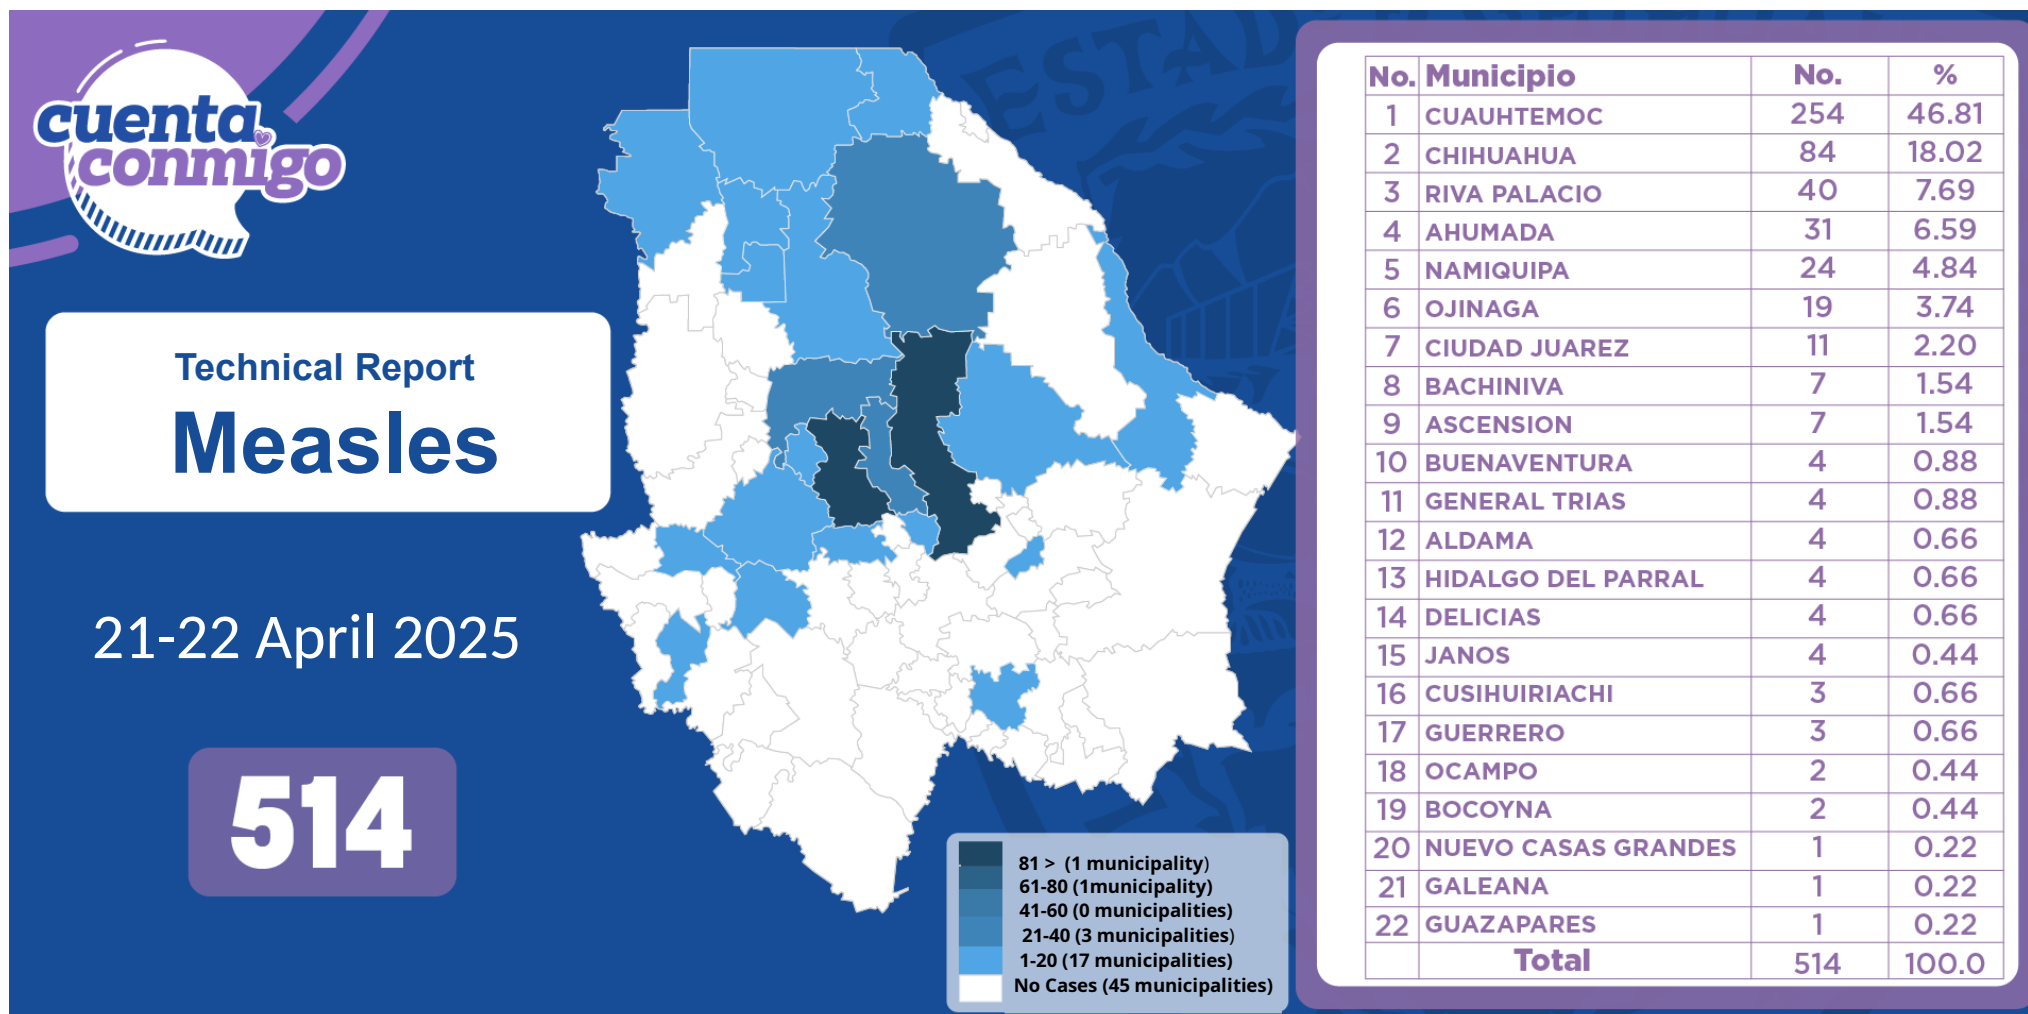 cuenta
conmigo
Technical Report
Measles
21-22 April 2025
514
ESTAD
81 > (1 municipality)
61-80 (1municipality)
41-60 (0 municipalities)
21-40 (3 municipalities)
1-20 (17 municipalities)
No Cases (45 municipalities)
No. Municipio No. %
1 CUAUHTEMOC 254 46.81
2 CHIHUAHUA 84 18.02
3 RIVA PALACIO 40 7.69
4 AHUMADA 31 6.59
5 NAMIQUIPA 24 4.84
6 OJINAGA 19 3.74
7 CIUDAD JUAREZ 11 2.20
8 BACHINIVA 7 1.54
9 ASCENSION 7 1.54
10 BUENAVENTURA 4 0.88
11 GENERAL TRIAS 4 0.88
12 ALDAMA 4 0.66
13 HIDALGO DEL PARRAL 4 0.66
14 DELICIAS 4 0.66
15 JANOS 4 0.44
16 CUSIHUIRIACHI 3 0.66
17 GUERRERO 3 0.66
18 OCAMPO 2 0.44
19 BOCOYNA 2 0.44
20 NUEVO CASAS GRANDES 1 0.22
21 GALEANA 1 0.22
22 GUAZAPARES 1 0.22
Total 514 100.0